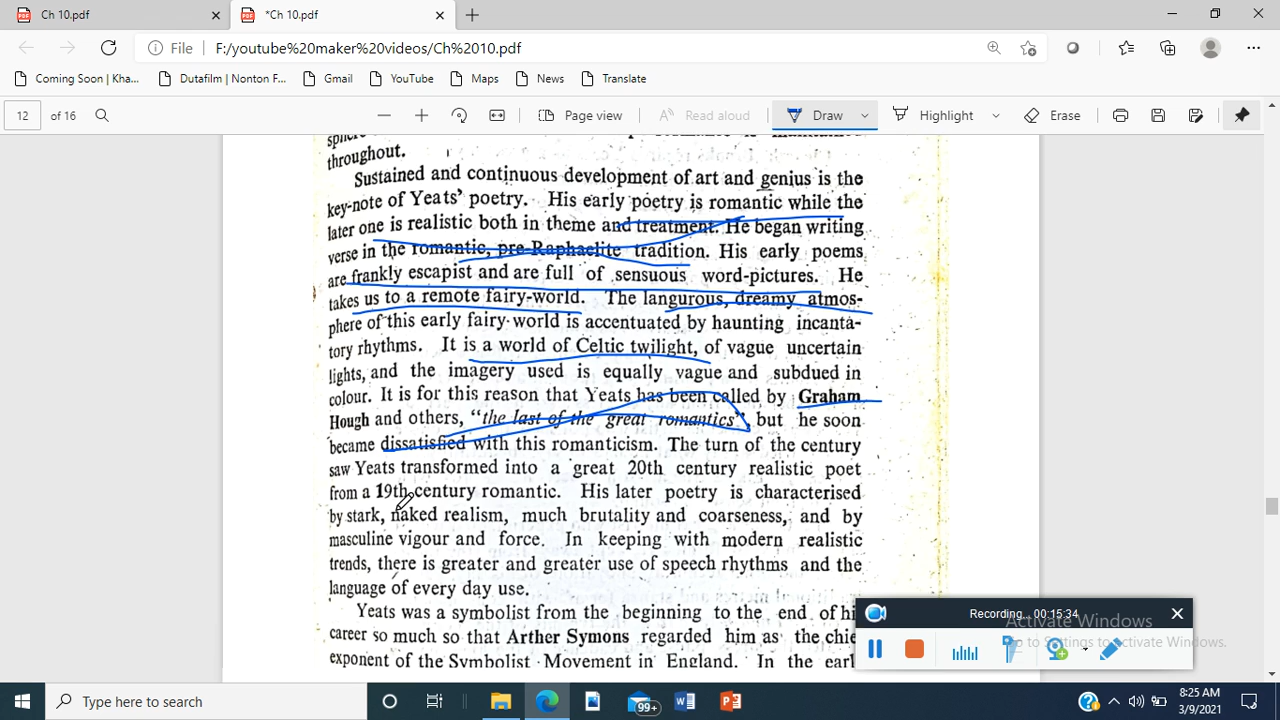 Ch 10.pdf
*Ch 10.pdf
File F:/youtube%20maker%20videos/Ch%2010.pdf
Coming Soon | Kha... Dutafilm | Nonton F... Gmail YouTube Maps News Translate
12 of 16 Page view Read aloud Draw Highlight Erase
throughout.
Sustained and continuous development of art and genius is the
key-note of Yeats' poetry. His early poetry is romantic while the
later one is realistic both in theme and treatment. He began writing
verse in the romantic, pre-Raphaelite tradition. His early poems
are frankly escapist and are full of sensuous word-pictures. He
takes us to a remote fairy-world. The langurous, dreamy atmos-
phere of this early fairy-world is accentuated by haunting incanta-
tory rhythms. It is a world of Celtic twilight, of vague uncertain
lights, and the imagery used is equally vague and subdued in
colour. It is for this reason that Yeats has been called by Graham
Hough and others, "the last of the great romantics", but he soon
became dissatisfied with this romanticism. The turn of the century
saw Yeats transformed into a great 20th century realistic poet
from a 19th century romantic. His later poetry is characterised
by stark, naked realism, much brutality and coarseness, and by
masculine vigour and force. In keeping with modern realistic
trends, there is greater and greater use of speech rhythms and the
language of every day use.
Yeats was a symbolist from the beginning to the end of hi
career so much so that Arther Symons regarded him as the chie
exponent of the Symbolist Movement in England. In the earl
Recording... 00:15:34
Activate Windows
Go to Settings to activate Windows.
Type here to search
99+
8:25 AM
3/9/2021